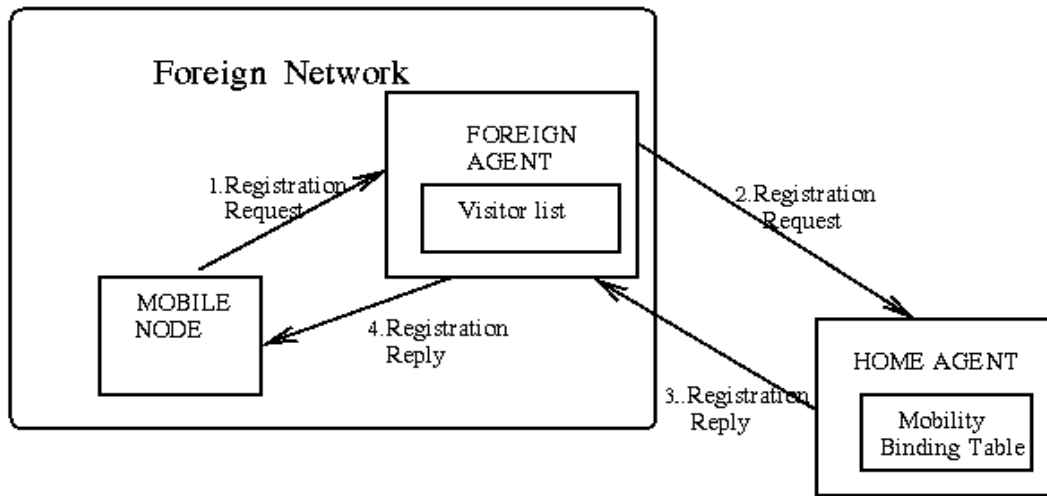 Foreign Network
FOREIGN
AGENT
Visitor list
1.Registration
Request
2.Registration
Request
MOBILE
NODE
4.Registration
Reply
HOME AGENT
3..Registration
Reply
Mobility
Binding Table